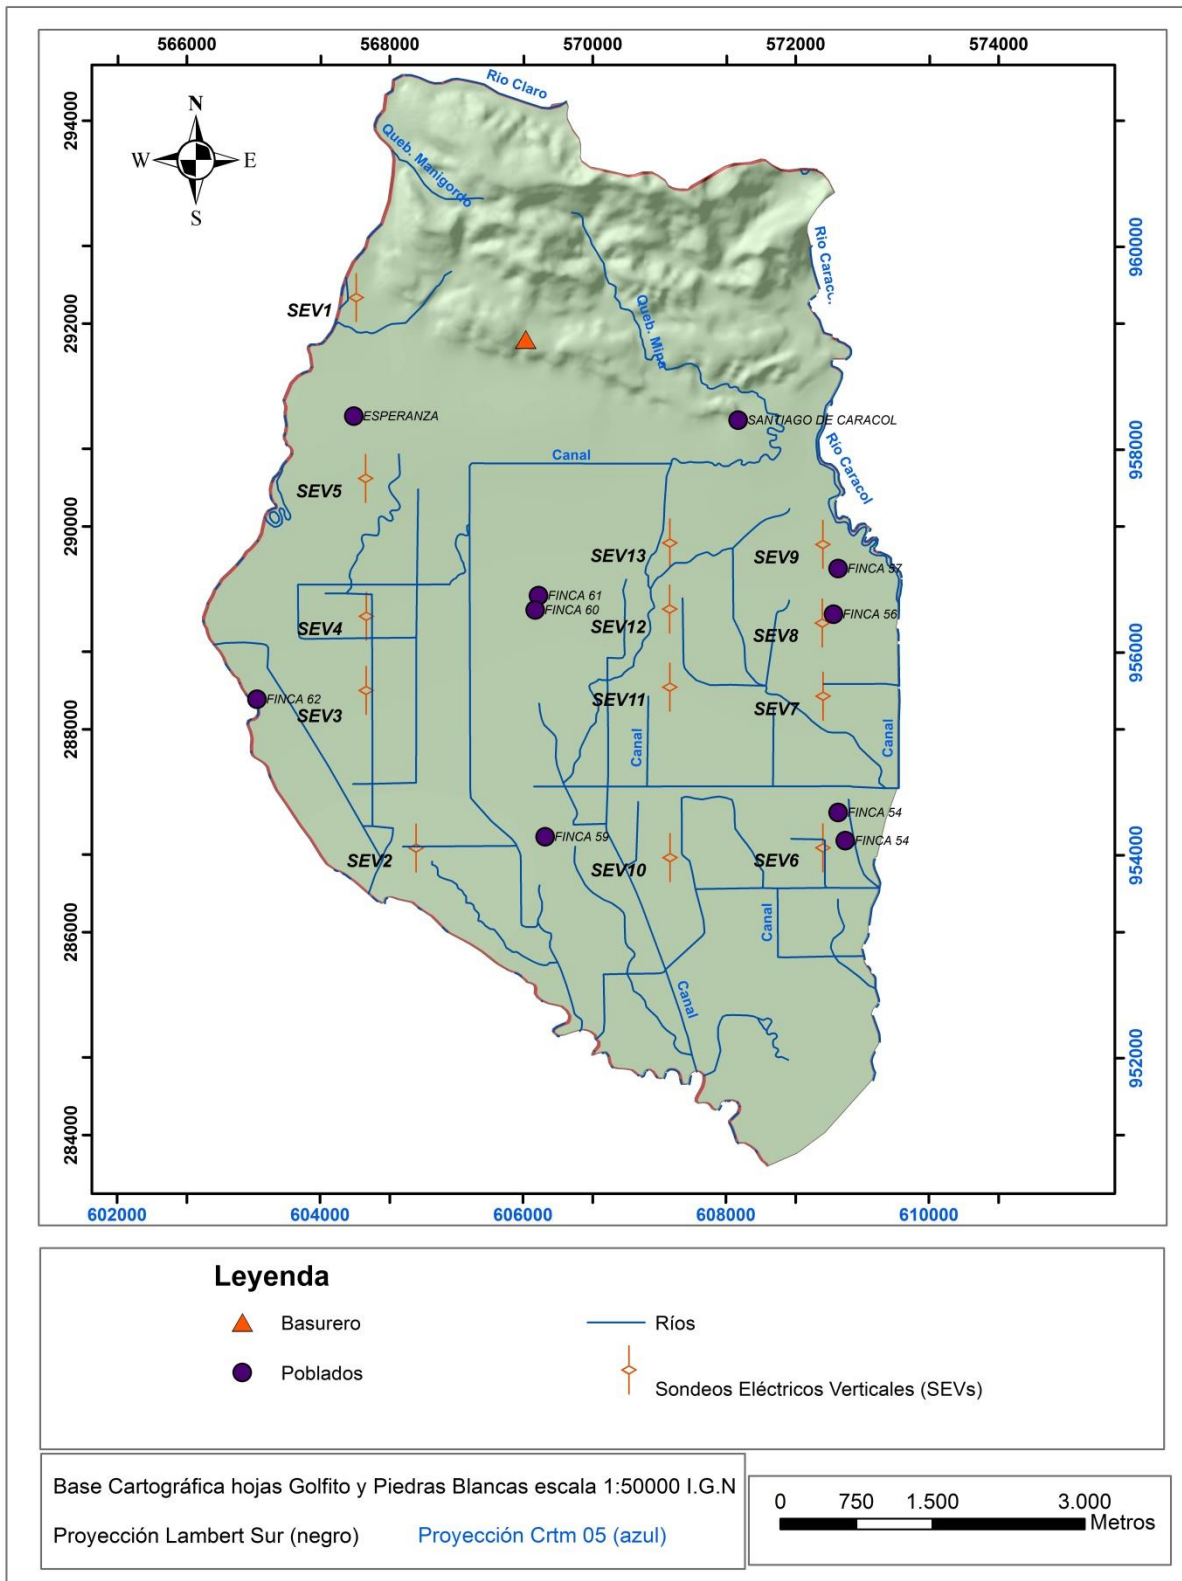 566000 568000 570000 572000 574000
Rio Claro
294000
N
W E
S
Queb. Manigordo
960000
Rio Caracol
SEV1
292000
Queb. Mina
ESPERANZA
SANTIAGO DE CARACOL
958000
Canal
Rio Caracol
SEV5
290000
SEV13
SEV9
FINCA 57
FINCA 61
FINCA 60
FINCA 56
SEV4
SEV12
SEV8
956000
FINCA 62
SEV3
SEV11
SEV7
288000
Canal
Canal
FINCA 54
FINCA 59
FINCA 54
SEV2
SEV10
SEV6
954000
Canal
286000
Canal
952000
284000
602000 604000 606000 608000 610000
Leyenda
Basurero
Ríos
Poblados
Sondeos Eléctricos Verticales (SEVs)
Base Cartográfica hojas Golfito y Piedras Blancas escala 1:50000 I.G.N
Proyección Lambert Sur (negro) Proyección Crtm 05 (azul)
0 750 1.500 3.000
Metros